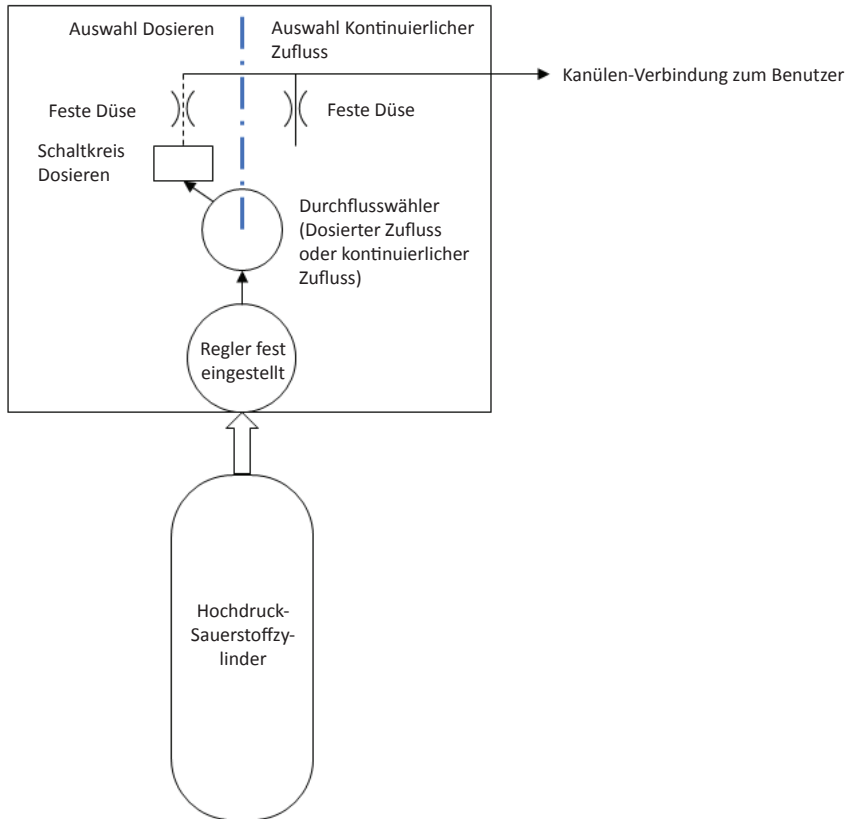 Auswahl Dosieren
Auswahl Kontinuierlicher
Zufluss
Kanülen-Verbindung zum Benutzer
Feste Düse
Feste Düse
Schaltkreis
Dosieren
Durchflusswähler
(Dosierter Zufluss
oder kontinuierlicher
Zufluss)
Regler fest
eingestellt
Hochdruck-
Sauerstoffzy-
linder